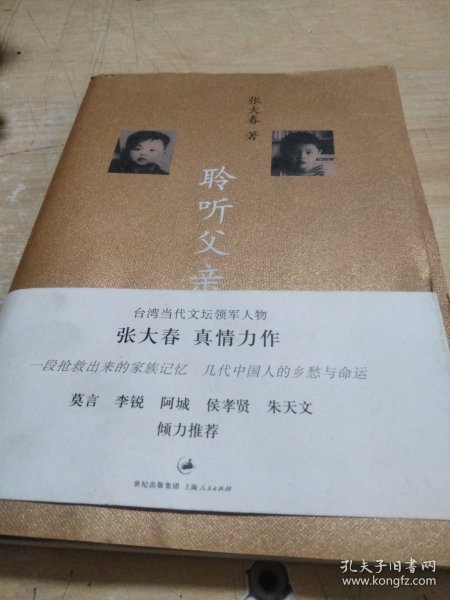 张大春 著
聆听父亲
台湾当代文坛领军人物
张大春 真情力作
一段抢救出来的家族记忆 几代中国人的乡愁与命运
莫言 李锐 阿城 侯孝贤 朱天文
倾力推荐
世纪出版集团 上海人民出版社
孔夫子旧书网
www.kongfz.com